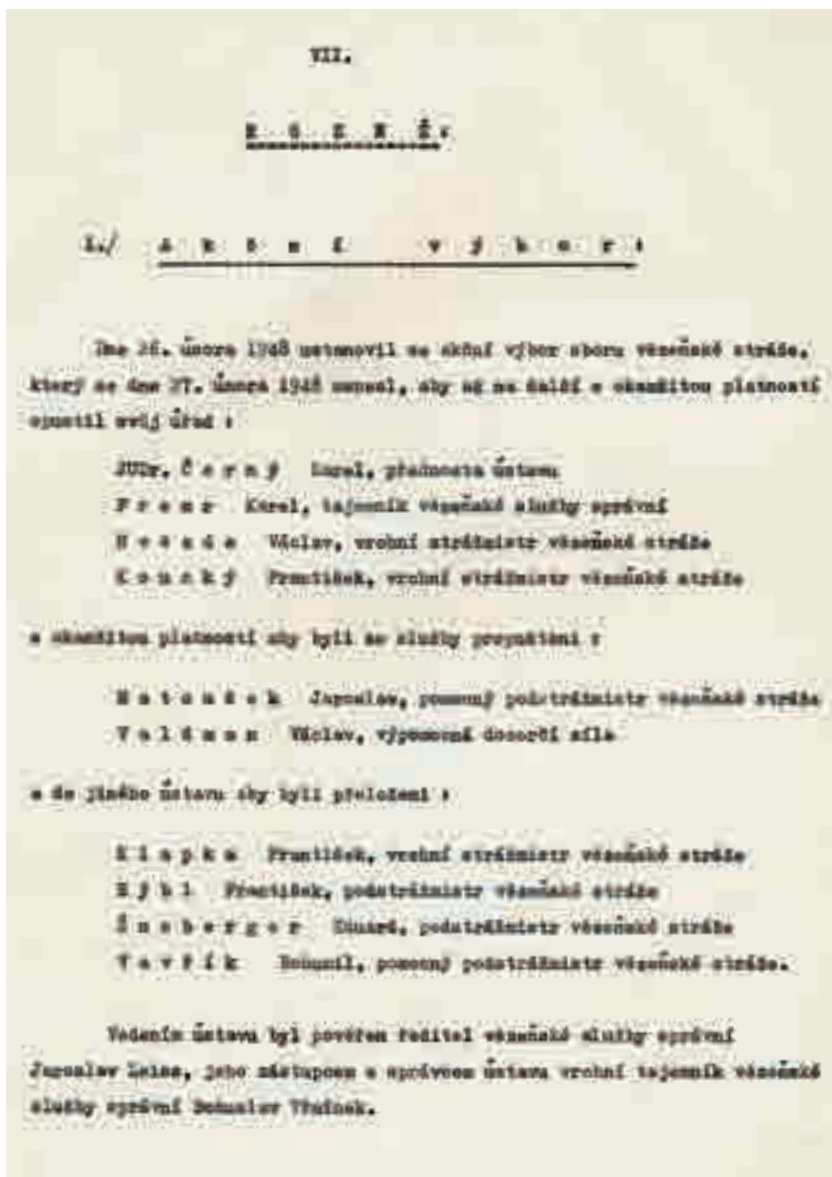 VII.
R ů z n é :
1./ A k č n í v ý b o r :
Dne 26. února 1948 ustanovil se akční výbor sboru vězeňské stráže,
který se dne 27. února 1948 usnesl, aby až na další s okamžitou platností
opustil svůj úřad :
JUDr. Č e r n ý Karel, přednosta ústavu
Karel, tajemník vězeňské služby správní
Václav, vrchní strážmistr vězeňské stráže
K o u c k ý František, vrchní strážmistr vězeňské stráže
s okamžitou platností aby byli ze služby propuštěni :
Jaroslav, pomocný podstrážmistr vězeňské stráže
V a l d m a n Václav, výpomocná dozorčí síla
a do jiného ústavu aby byli přeloženi :
K l a p k a František, vrchní strážmistr vězeňské stráže
František, podstrážmistr vězeňské stráže
Š n e b e r g e r Eduard, podstrážmistr vězeňské stráže
V a v ř í k Bohumil, pomocný podstrážmistr vězeňské stráže.
Vedením ústavu byl pověřen ředitel vězeňské služby správní
Jaroslav jeho zástupcem a správcem ústavu vrchní tajemník vězeňské
služby správní Bohuslav